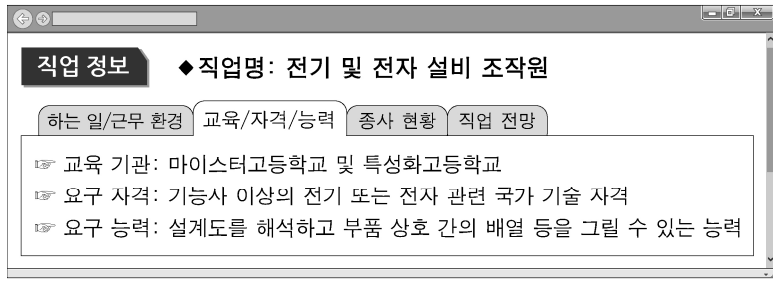 직업 정보 ◆직업명: 전기 및 전자 설비 조작원
하는 일/근무 환경 교육/자격/능력 종사 현황 직업 전망
☞ 교육 기관: 마이스터고등학교 및 특성화고등학교
☞ 요구 자격: 기능사 이상의 전기 또는 전자 관련 국가 기술 자격
☞ 요구 능력: 설계도를 해석하고 부품 상호 간의 배열 등을 그릴 수 있는 능력